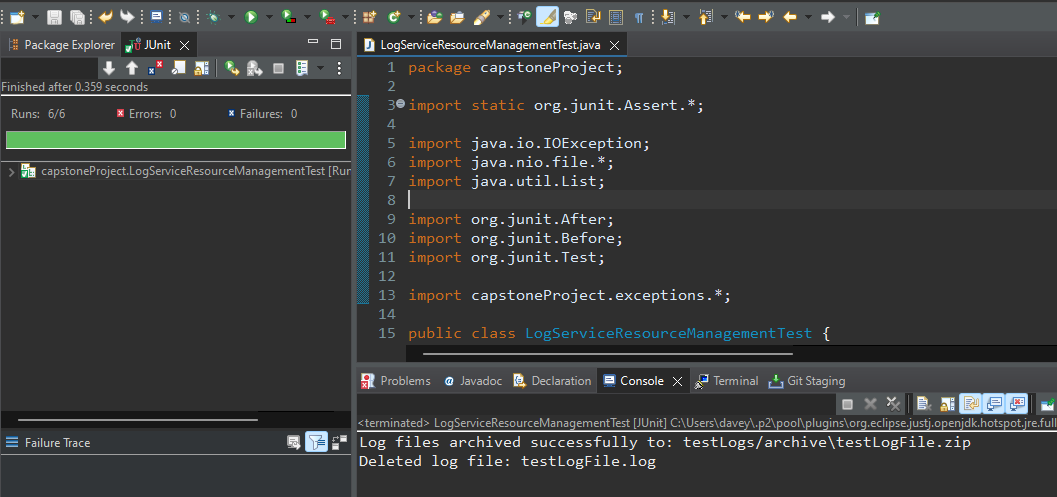 Package Explorer
JUnit
Finished after 0.359 seconds
Runs: 6/6
Errors: 0
Failures: 0
capstoneProject.LogServiceResourceManagementTest [Run
Failure Trace
LogServiceResourceManagementTest.java
1 package capstoneProject;
2
3 import static org.junit.Assert.*;
4
5 import java.io.IOException;
6 import java.nio.file.*;
7 import java.util.List;
8
9 import org.junit.After;
10 import org.junit.Before;
11 import org.junit.Test;
12
13 import capstoneProject.exceptions.*;
14
15 public class LogServiceResourceManagementTest {
Problems
Javadoc
Declaration
Console
Terminal
Git Staging
<terminated> LogServiceResourceManagementTest [JUnit] C:\Users\davey\.p2\pool\plugins\org.eclipse.justj.openjdk.hotspot.jre.full
Log files archived successfully to: testLogs/archive\testLogFile.zip
Deleted log file: testLogFile.log